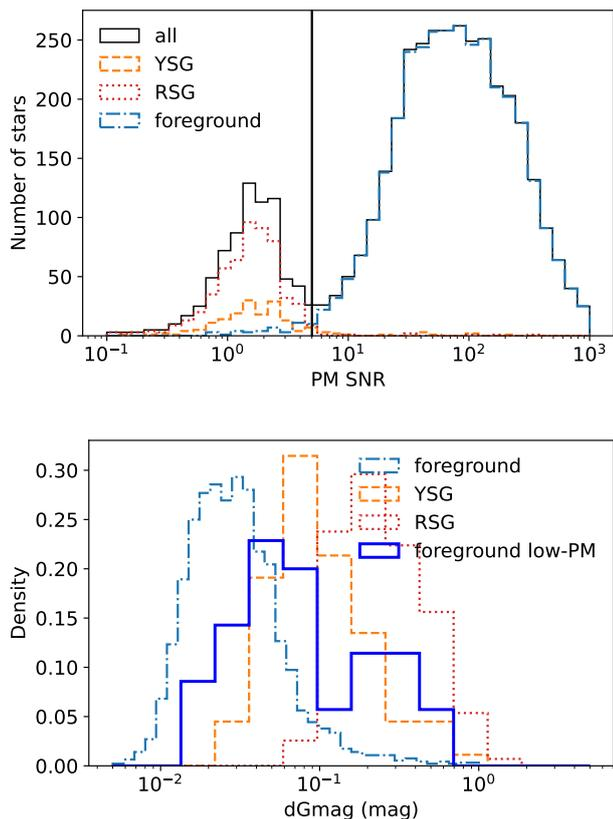 250
200
150
100
50
0
Number of stars
all
YSG
RSG
foreground
10⁻¹
10⁰
10¹
10²
10³
PM SNR
0.30
0.25
0.20
0.15
0.10
0.05
0.00
Density
foreground
YSG
RSG
foreground low-PM
10⁻²
10⁻¹
10⁰
dGmag (mag)